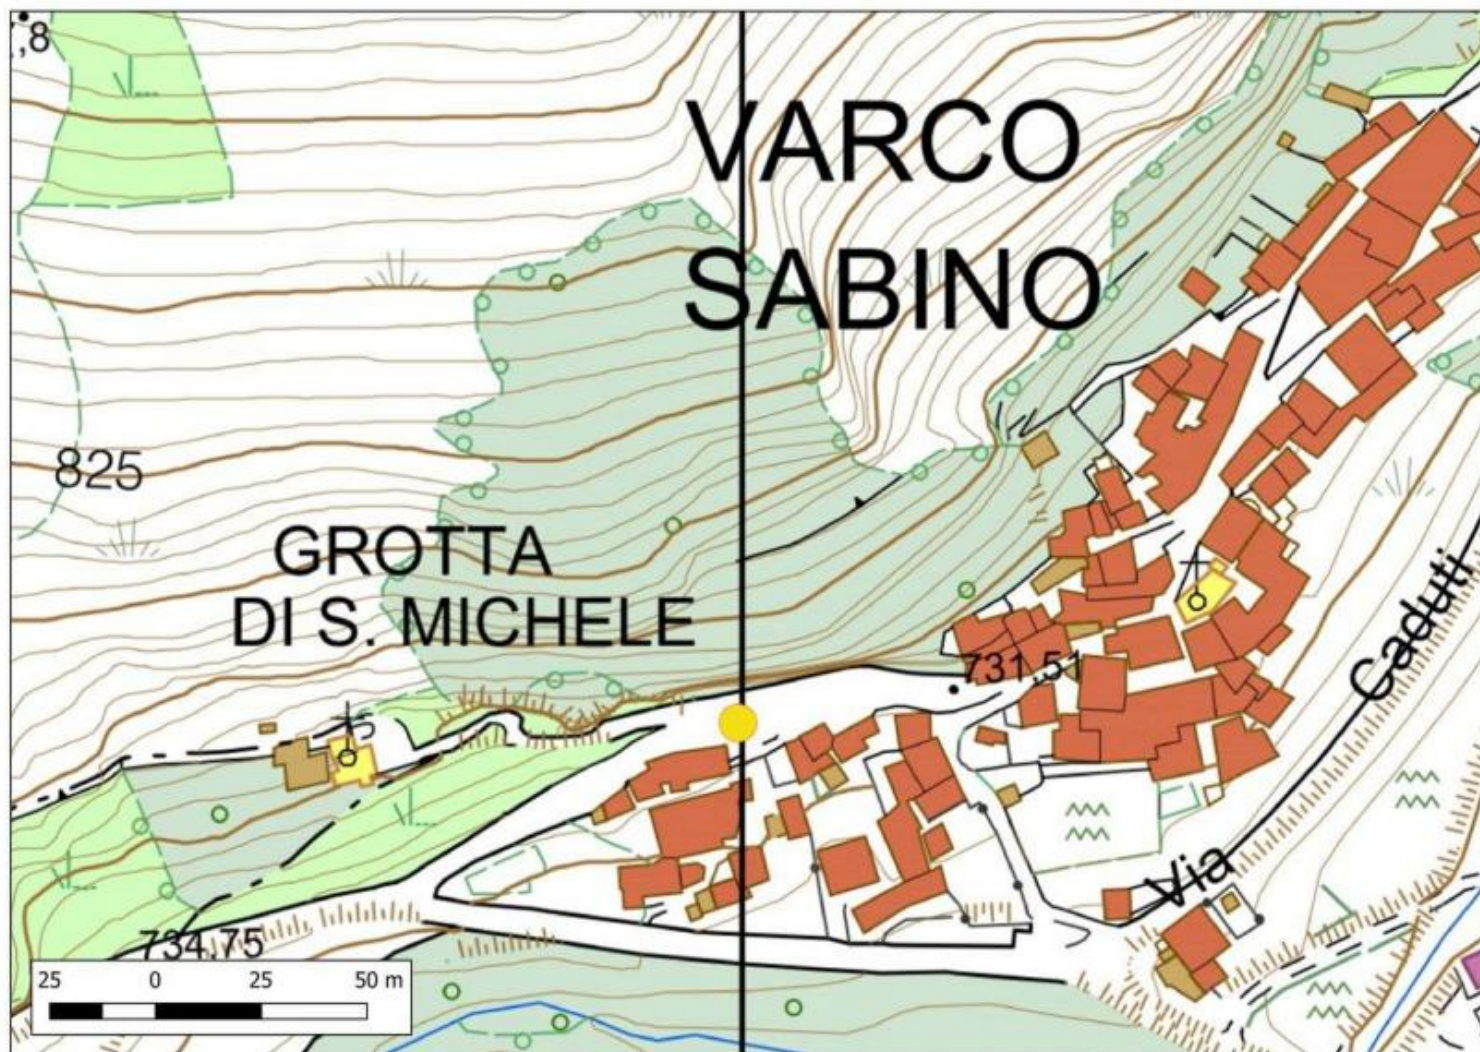 ,8
VARCO
SABINO
825
GROTTA
DI S. MICHELE
731,51
Via Caduti
734,75
25 0 25 50 m